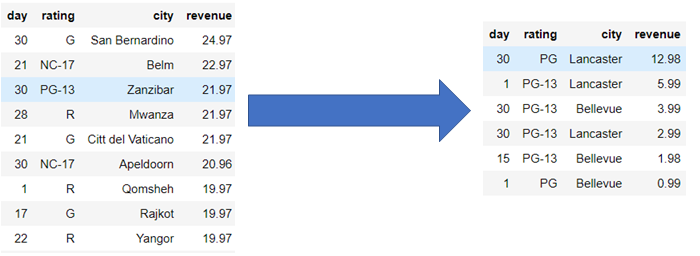 day rating city revenue
30 G San Bernardino 24.97
21 NC-17 Belm 22.97
30 PG-13 Zanzibar 21.97
28 R Mwanza 21.97
21 G Citt del Vaticano 21.97
30 NC-17 Apeldoorn 20.96
1 R Qomsheh 19.97
17 G Rajkot 19.97
22 R Yangor 19.97
day rating city revenue
30 PG Lancaster 12.98
1 PG-13 Lancaster 5.99
30 PG-13 Bellevue 3.99
30 PG-13 Lancaster 2.99
15 PG-13 Bellevue 1.98
1 PG Bellevue 0.99